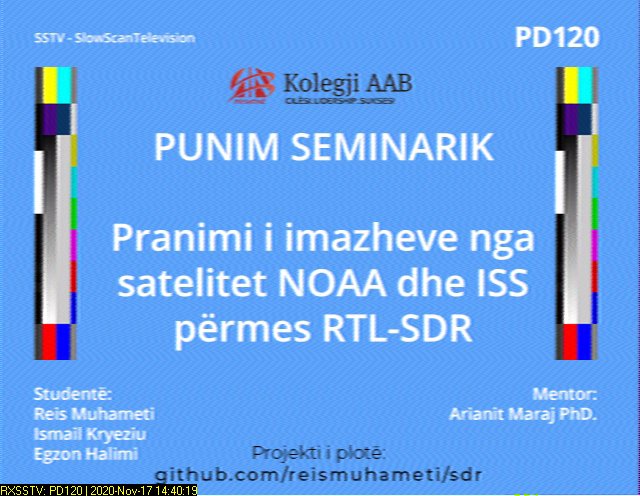 SSTV - SlowScanTelevision
PD120
Kolegji AAB
CILËSI.LIDERSHIP.SUKSES!
PUNIM SEMINARIK
Pranimi i imazheve nga
satelitet NOAA dhe ISS
përmes RTL-SDR
Studentë:
Reis Muhameti
Ismail Kryeziu
Egzon Halimi
Mentor:
Arianit Maraj PhD.
Projekti i plotë:
github.com/reismuhameti/sdr
RXSSTV: PD120 | 2020-Nov-17 14:40:19